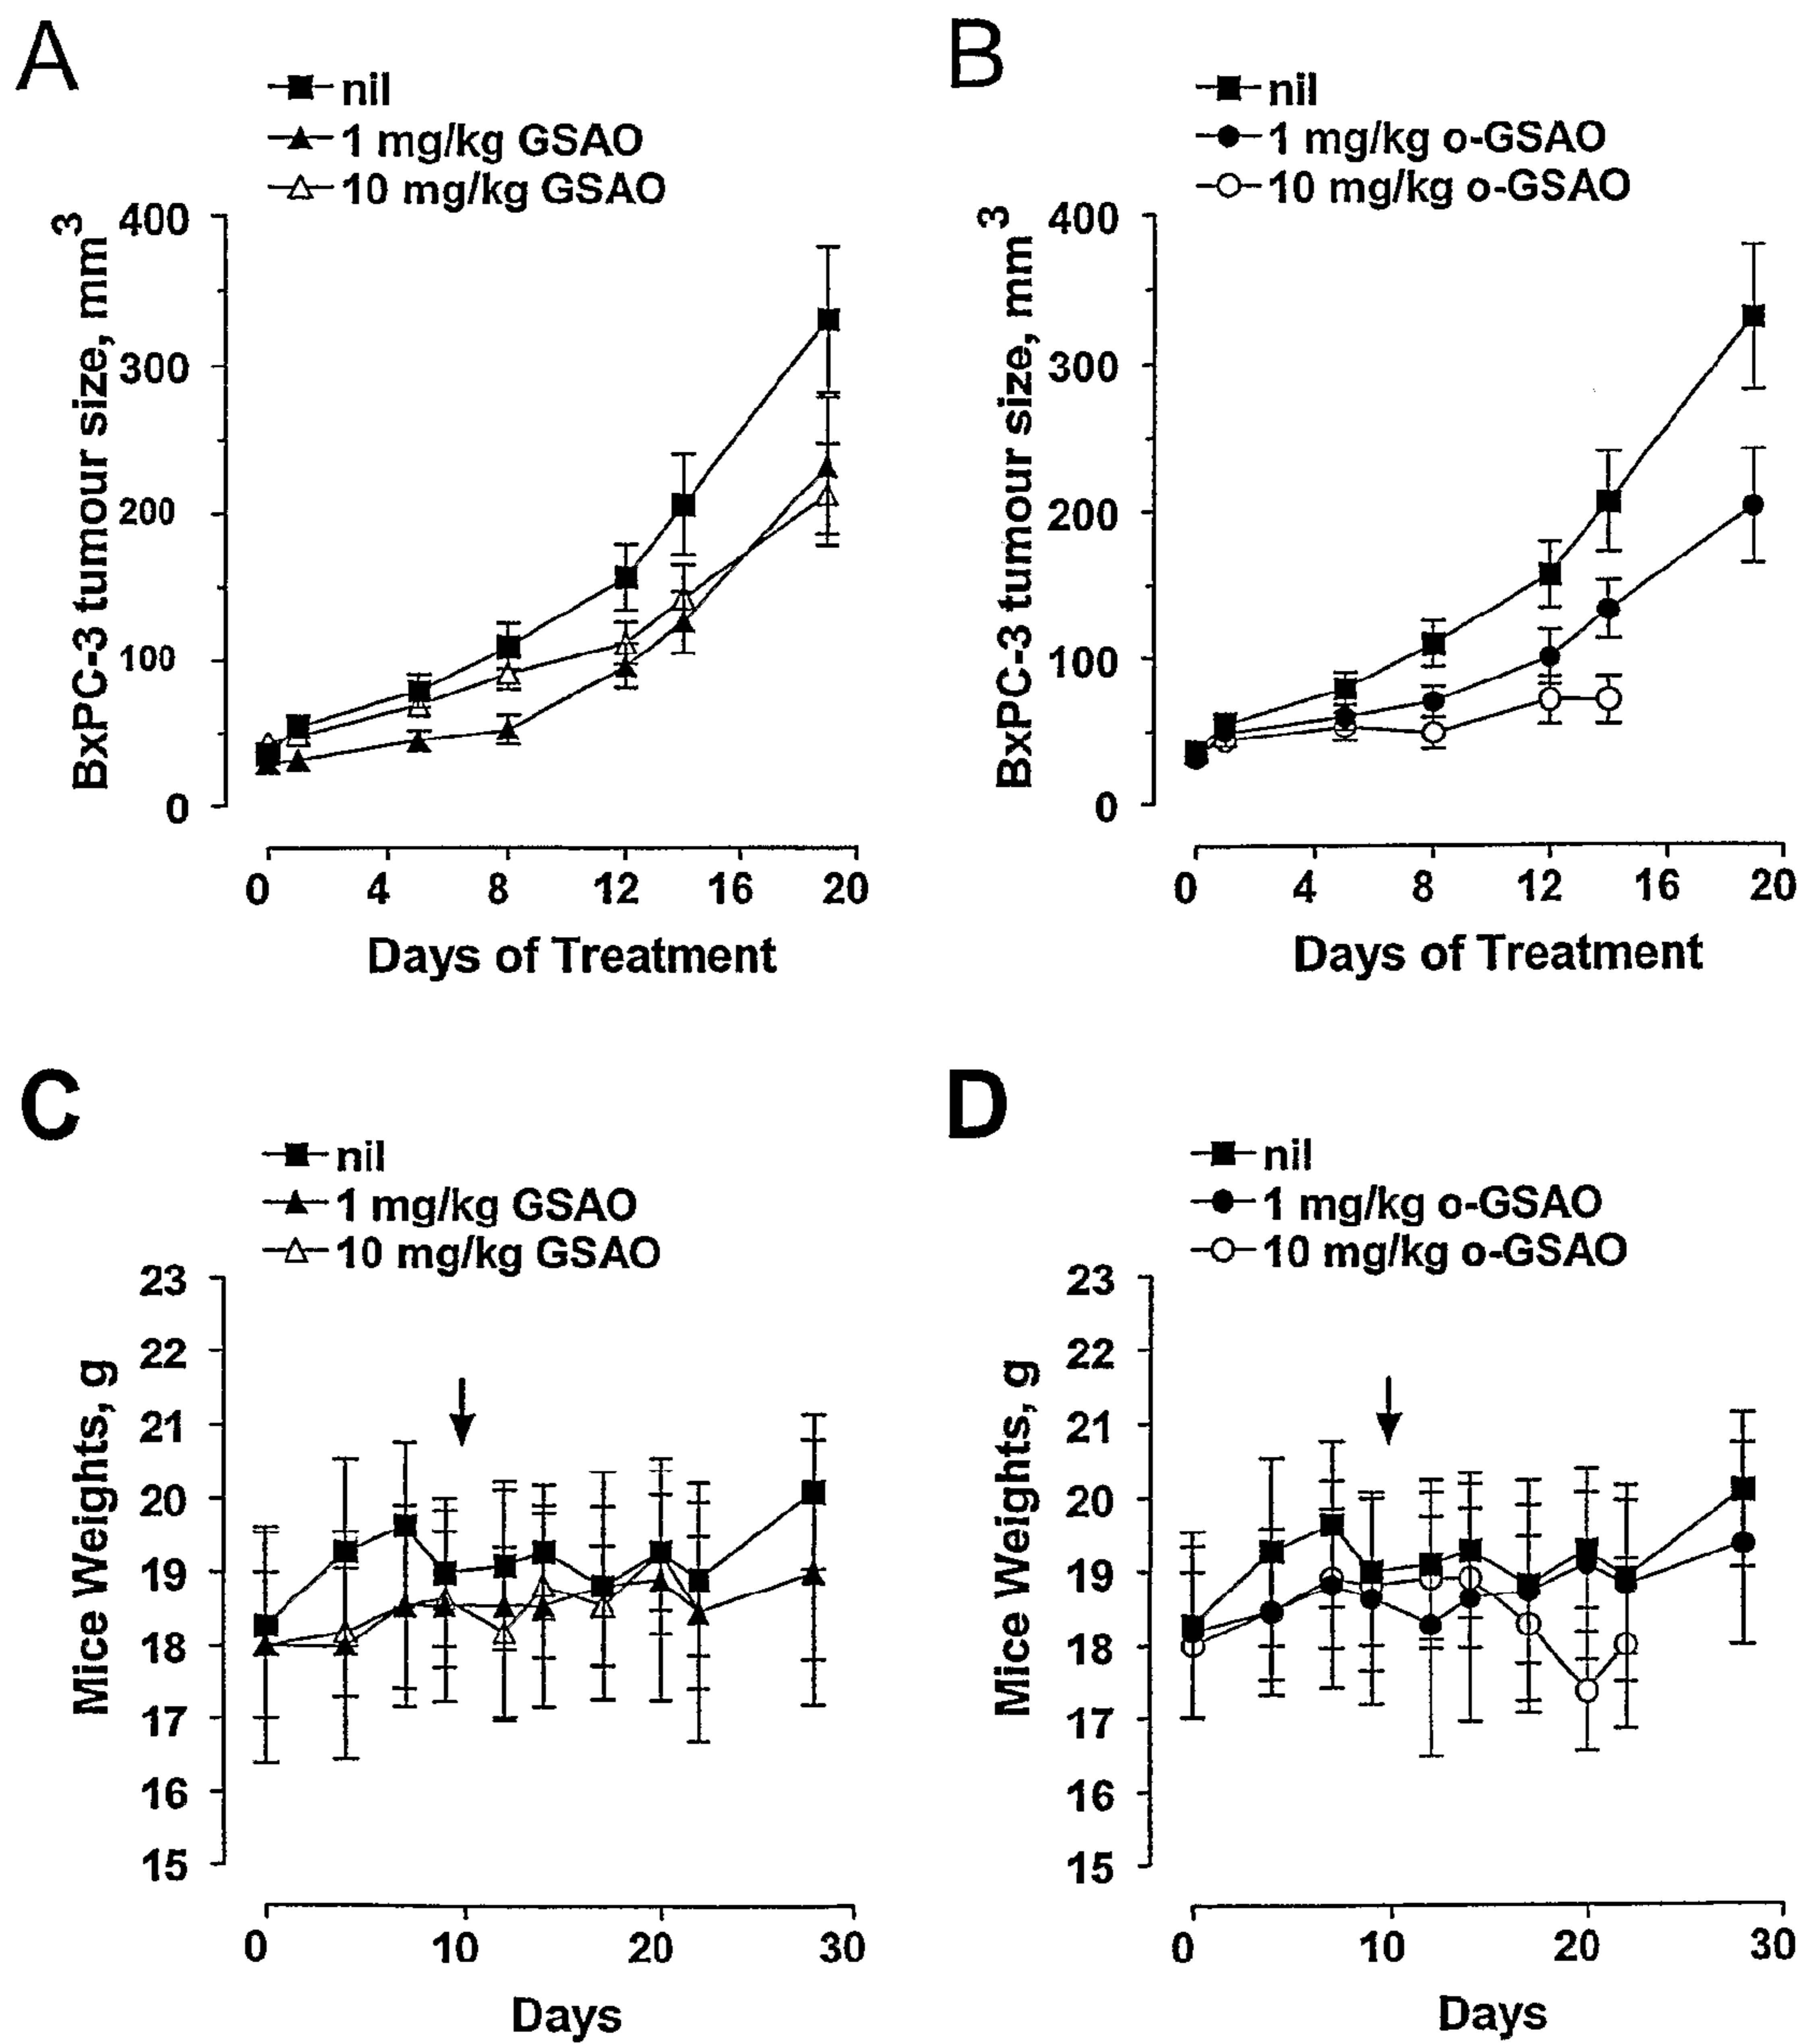 A
nil
1 mg/kg GSAO
10 mg/kg GSAO
BxPC-3 tumour size, mm³
400
300
200
100
0
0 4 8 12 16 20
Days of Treatment
B
nil
1 mg/kg o-GSAO
10 mg/kg o-GSAO
BxPC-3 tumour size, mm³
400
300
200
100
0
0 4 8 12 16 20
Days of Treatment
C
nil
1 mg/kg GSAO
10 mg/kg GSAO
Mice Weights, g
23
22
21
20
19
18
17
16
15
0 10 20 30
Days
D
nil
1 mg/kg o-GSAO
10 mg/kg o-GSAO
Mice Weights, g
23
22
21
20
19
18
17
16
15
0 10 20 30
Days